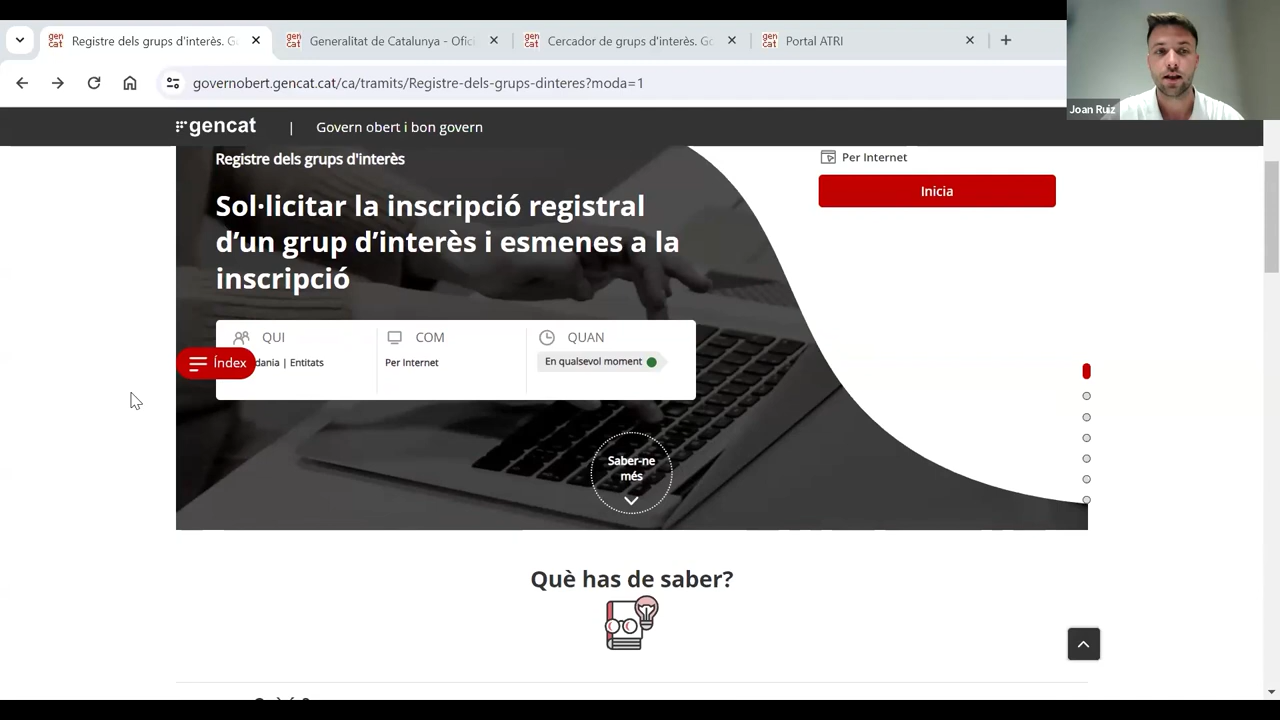 Registre dels grups d'interès. Go
Generalitat de Catalunya - Ofici
Cercador de grups d'interès. Go
Portal ATRI
governobert.gencat.cat/ca/tramits/Registre-dels-grups-dinteres?moda=1
Joan Ruiz
gencat | Govern obert i bon govern
Registre dels grups d'interès
Per Internet
Inicia
Sol·licitar la inscripció registral
d’un grup d’interès i esmenes a la
inscripció
QUI
COM
QUAN
Índex
dania | Entitats
Per Internet
En qualsevol moment
Saber-ne
més
Què has de saber?